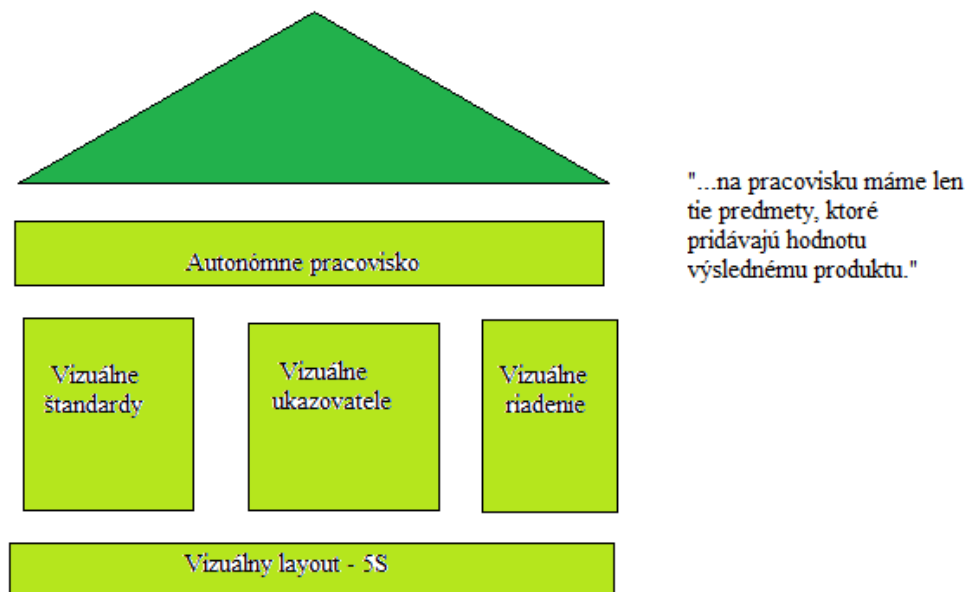 "...na pracovisku máme len
tie predmety, ktoré
pridávajú hodnotu
výslednému produktu."
Autonómne pracovisko
Vizuálne
štandardy
Vizuálne
ukazovatele
Vizuálne
riadenie
Vizuálny layout - 5S